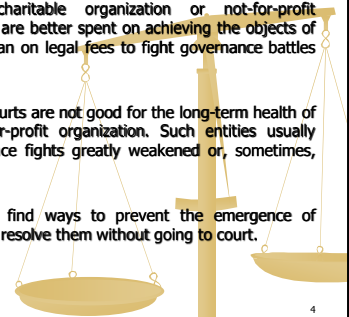 charitable organization or not-for-profit
are better spent on achieving the objects of
an on legal fees to fight governance battles
urts are not good for the long-term health of
r-profit organization. Such entities usually
ce fights greatly weakened or, sometimes,
find ways to prevent the emergence of
resolve them without going to court.
4